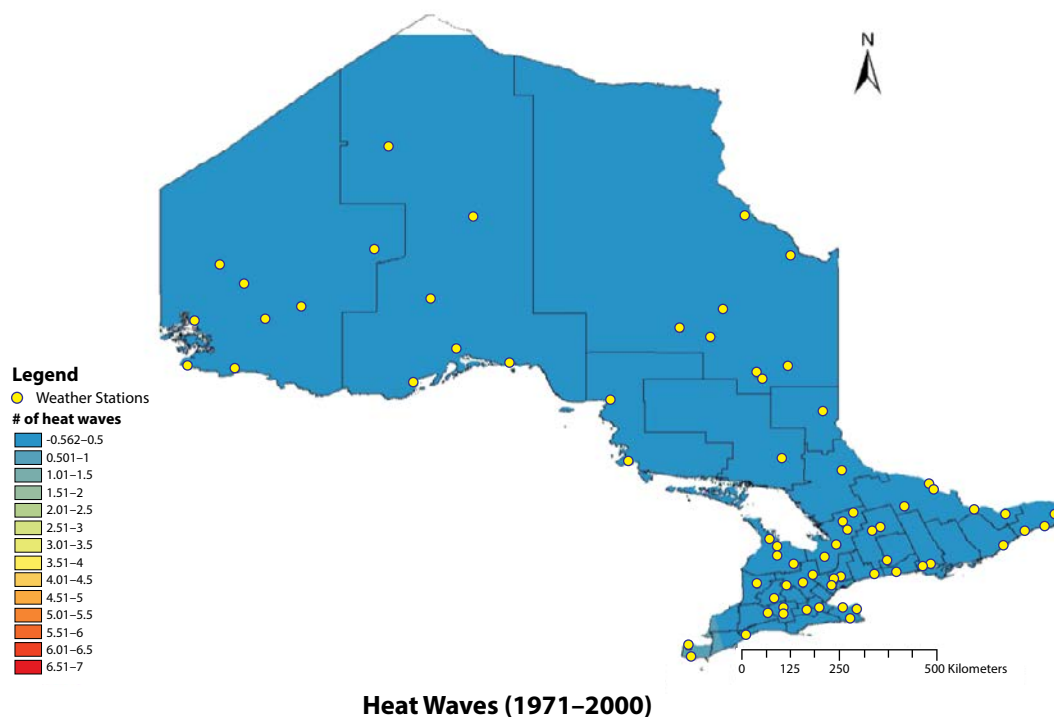 N
Legend
Weather Stations
# of heat waves
-0.562–0.5
0.501–1
1.01–1.5
1.51–2
2.01–2.5
2.51–3
3.01–3.5
3.51–4
4.01–4.5
4.51–5
5.01–5.5
5.51–6
6.01–6.5
6.51–7
0 125 250 500 Kilometers
Heat Waves (1971–2000)